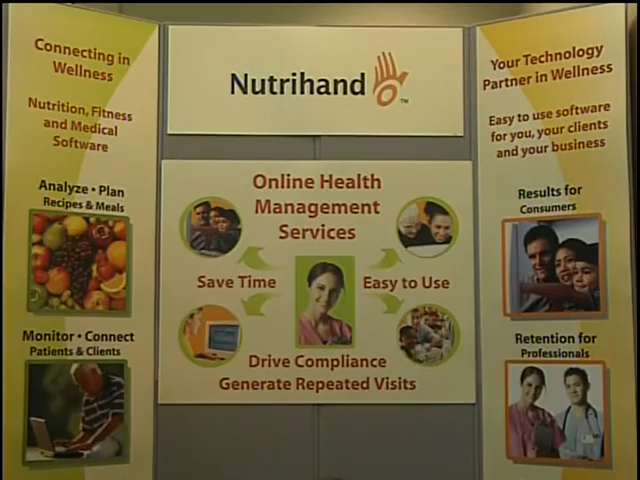 Connecting in
Wellness
Nutrition, Fitness
and Medical
Software
Analyze • Plan
Recipes & Meals
Monitor • Connect
Patients & Clients
Nutrihand™
Online Health
Management
Services
Save Time
Easy to Use
Drive Compliance
Generate Repeated Visits
Your Technology
Partner in Wellness
Easy to use software
for you, your clients
and your business
Results for
Consumers
Retention for
Professionals